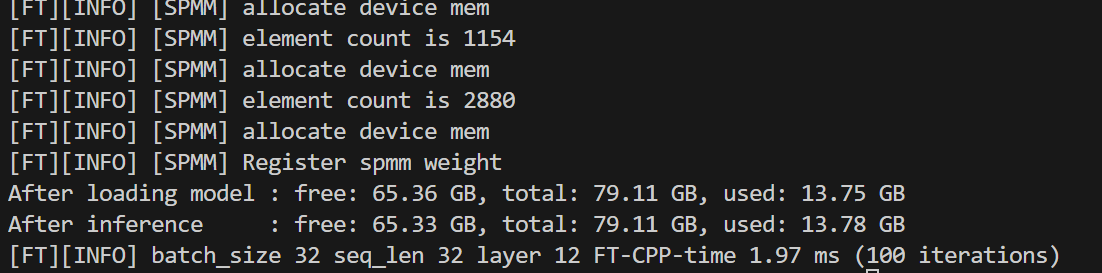 [FT][INFO] [SPMM] allocate device mem
[FT][INFO] [SPMM] element count is 1154
[FT][INFO] [SPMM] allocate device mem
[FT][INFO] [SPMM] element count is 2880
[FT][INFO] [SPMM] allocate device mem
[FT][INFO] [SPMM] Register spmm weight
After loading model : free: 65.36 GB, total: 79.11 GB, used: 13.75 GB
After inference     : free: 65.33 GB, total: 79.11 GB, used: 13.78 GB
[FT][INFO] batch_size 32 seq_len 32 layer 12 FT-CPP-time 1.97 ms (100 iterations)